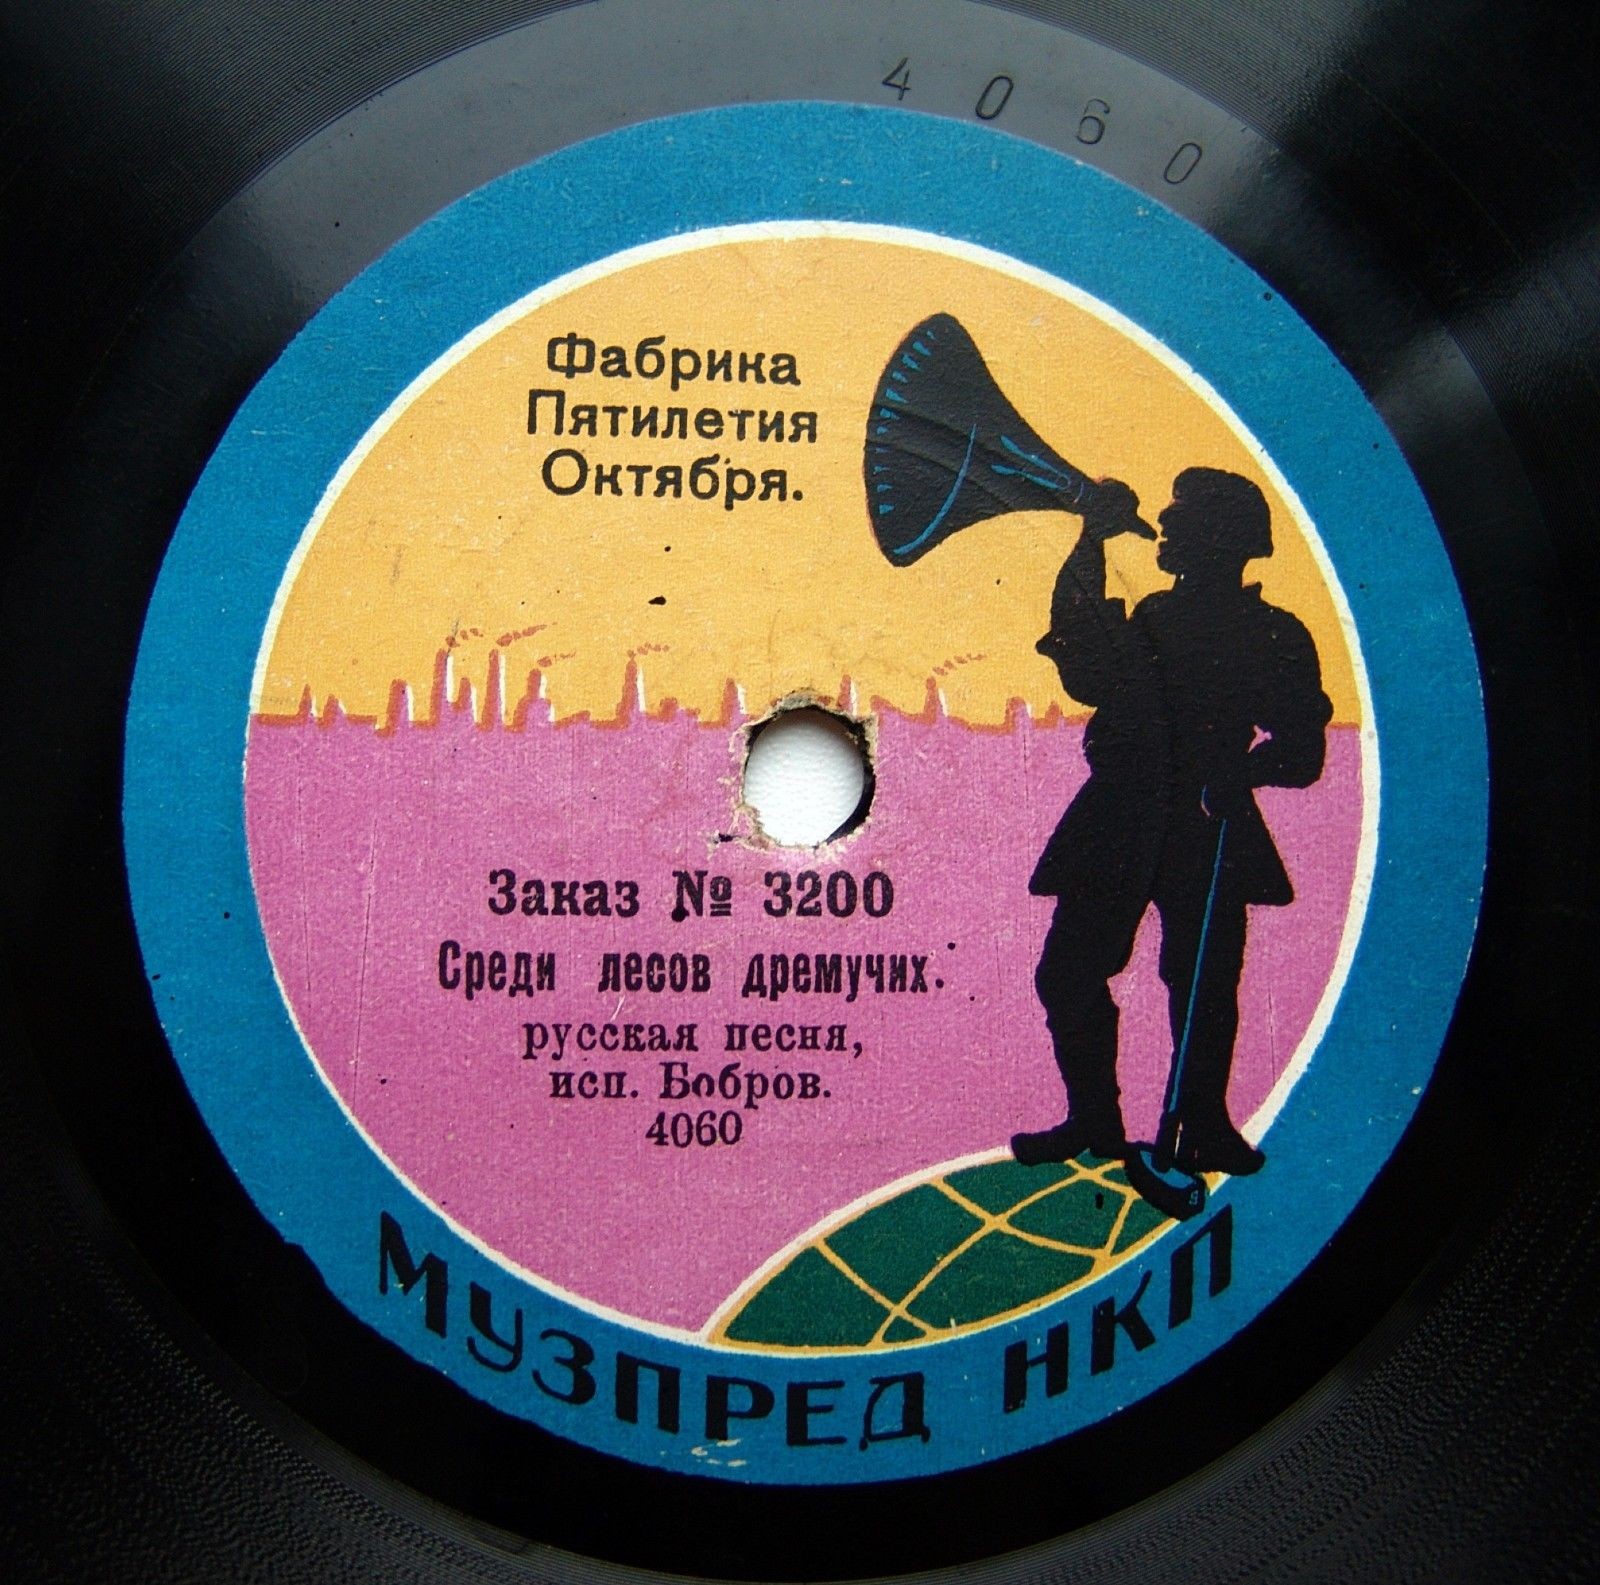 4060
Фабрика
Пятилетия
Октября.
Заказ № 3200
Среди лесов дремучих.
русская песня,
исп. Бобров.
4060
МУЗПРЕД НКП